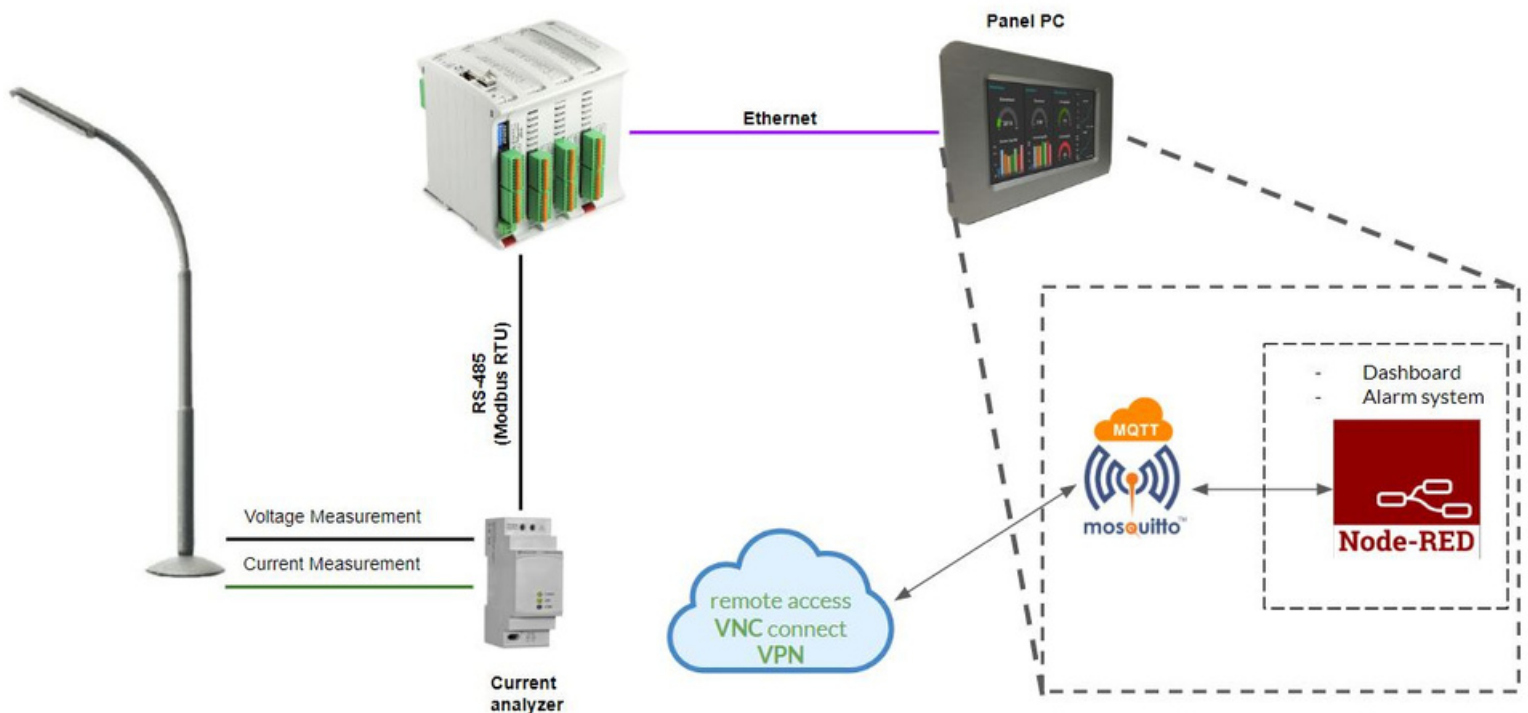 Panel PC
Ethernet
RS-485
(Modbus RTU)
- Dashboard
- Alarm system
MQTT
mosquitto™
Node-RED
Voltage Measurement
Current Measurement
remote access
VNC connect
VPN
Current
analyzer